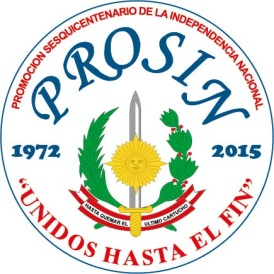 PROMOCION SESQUICENTENARIO DE LA INDEPENDENCIA NACIONAL
PROSIN
1972 2015
HASTA QUEMAR EL ULTIMO CARTUCHO
"UNIDOS HASTA EL FIN"